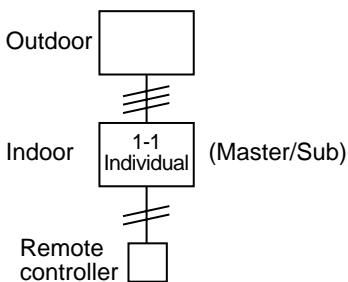 Outdoor
Indoor
1-1
Individual
(Master/Sub)
Remote
controller